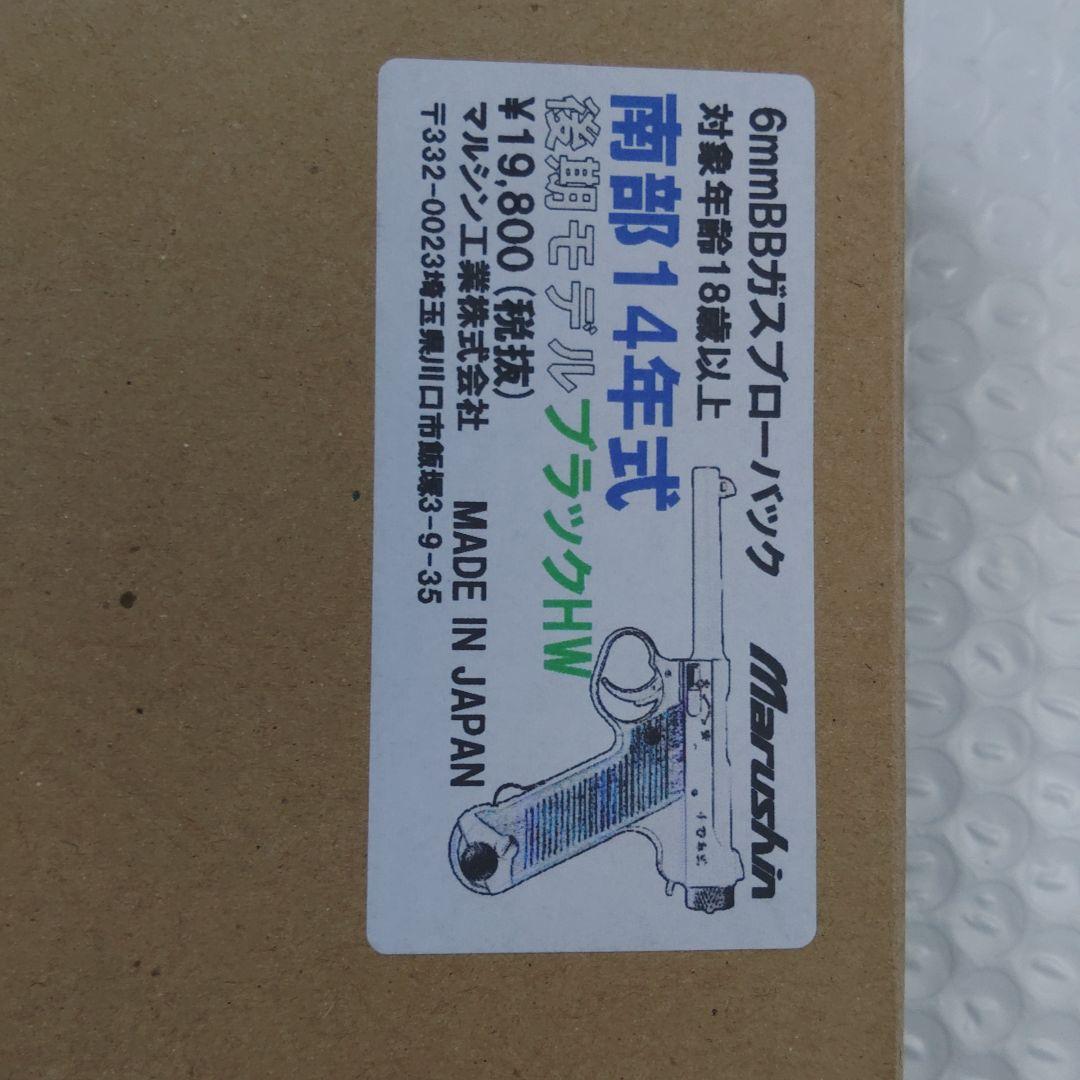 6mmBBガスブローバック
Marushin
対象年齢18歳以上
南部14年式
後期モデルブラックHW
¥19,800(税抜)
マルシン工業株式会社 MADE IN JAPAN
〒332-0023埼玉県川口市飯塚3-9-35